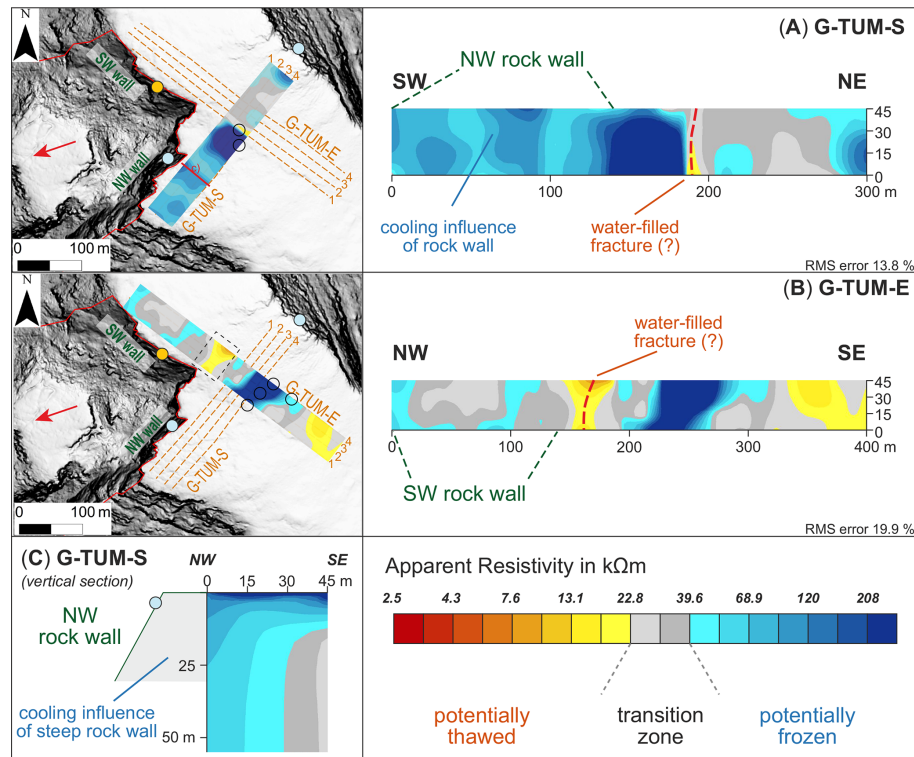 N
SW wall
NW wall
1 2 3 4
1 2 3 4
G-TUM-E
G-TUM-S
0 100 m
(A) G-TUM-S
NW rock wall
SW
NE
45
30
15
0
0 100 200 300 m
cooling influence
of rock wall
water-filled
fracture (?)
RMS error 13.8 %
N
SW wall
NW wall
1 2 3 4
G-TUM-E
G-TUM-S
1 2 3 4
0 100 m
(B) G-TUM-E
water-filled
fracture (?)
NW
SE
45
30
15
0
0 100 200 300 400 m
SW rock wall
RMS error 19.9 %
(C) G-TUM-S
(vertical section)
NW
SE
0 15 30 45 m
NW
rock wall
25
cooling influence
of steep rock wall
50 m
Apparent Resistivity in kΩm
2.5 4.3 7.6 13.1 22.8 39.6 68.9 120 208
potentially
thawed
transition
zone
potentially
frozen